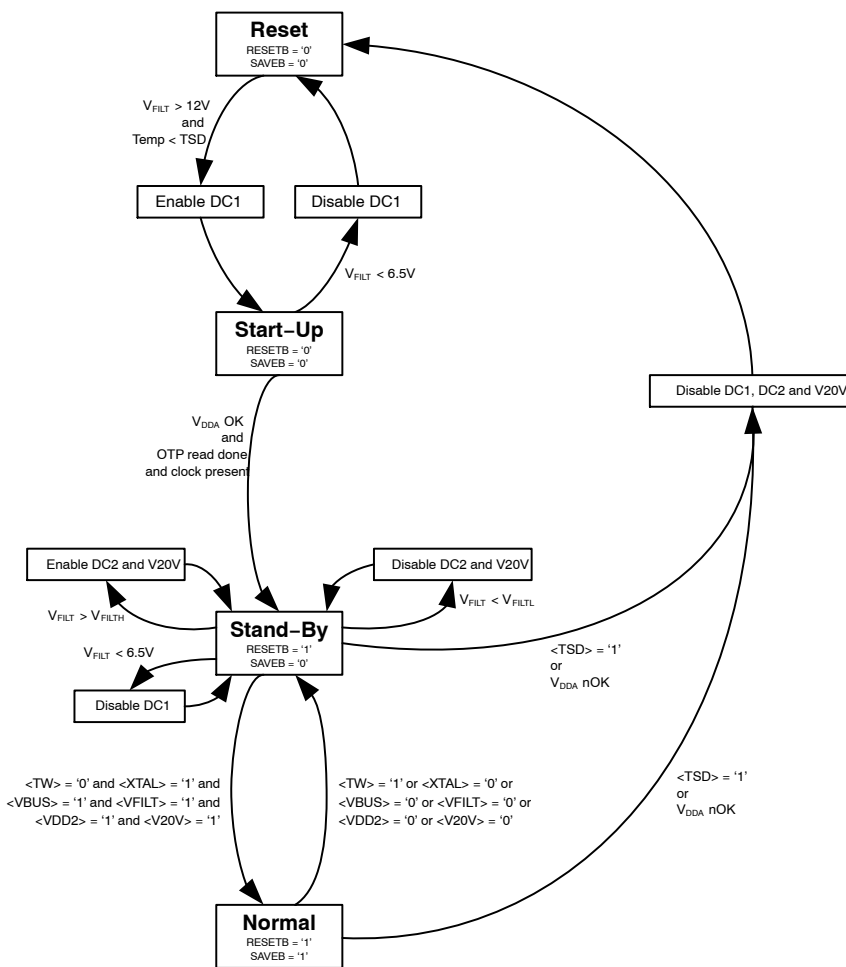 Reset
RESETB = ‘0’
SAVEB = ‘0’
VFILT > 12V
and
Temp < TSD
Enable DC1
Disable DC1
VFILT < 6.5V
Start−Up
RESETB = ‘0’
SAVEB = ‘0’
Disable DC1, DC2 and V20V
VDDA OK
and
OTP read done
and clock present
Enable DC2 and V20V
Disable DC2 and V20V
VFILT > VFILTH
VFILT < VFILTL
Stand−By
RESETB = ‘1’
SAVEB = ‘0’
VFILT < 6.5V
Disable DC1
<TSD> = ‘1’
or
VDDA nOK
<TW> = ‘0’ and <XTAL> = ‘1’ and
<VBUS> = ‘1’ and <VFILT> = ‘1’ and
<VDD2> = ‘1’ and <V20V> = ‘1’
<TW> = ‘1’ or <XTAL> = ‘0’ or
<VBUS> = ‘0’ or <VFILT> = ‘0’ or
<VDD2> = ‘0’ or <V20V> = ‘0’
<TSD> = ‘1’
or
VDDA nOK
Normal
RESETB = ‘1’
SAVEB = ‘1’